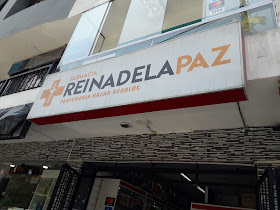 FARMACIA
REINADELAPAZ
PERFUMERIA BAZAR REGALOS